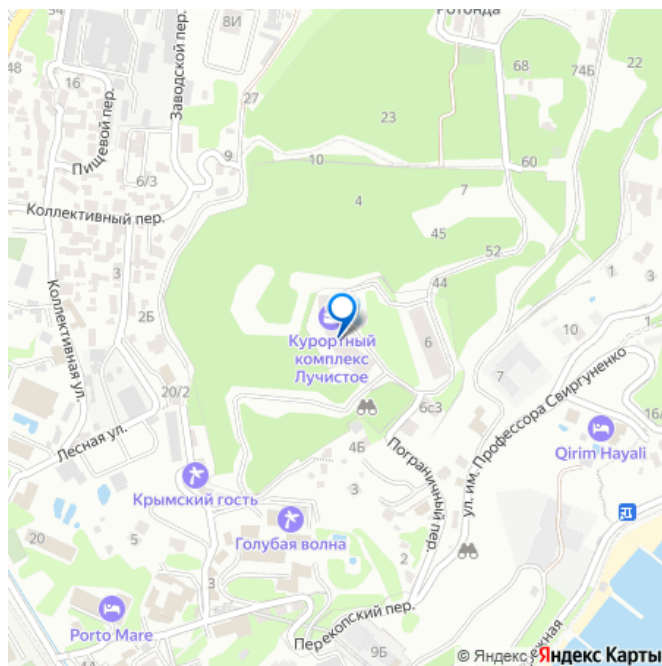 Ротонда
8И
Заводской пер.
48
16
68
22
74Б
27
23
Пищевой пер.
9
10
60
6/3
4
7
Коллективный пер.
45
52
3
44
1
3
2Б
Коллективная ул.
Курортный
комплекс
Лучистое
6
10
7
20/2
6с3
ул. им. Профессора Свиргуненко
Лесная ул.
4Б
Qirim Hayali
Пограничный пер.
Крымский гость
3
Голубая волна
20
2
3
Porto Mare
Перекопский пер.
9Б
© Яндекс Яндекс Карты